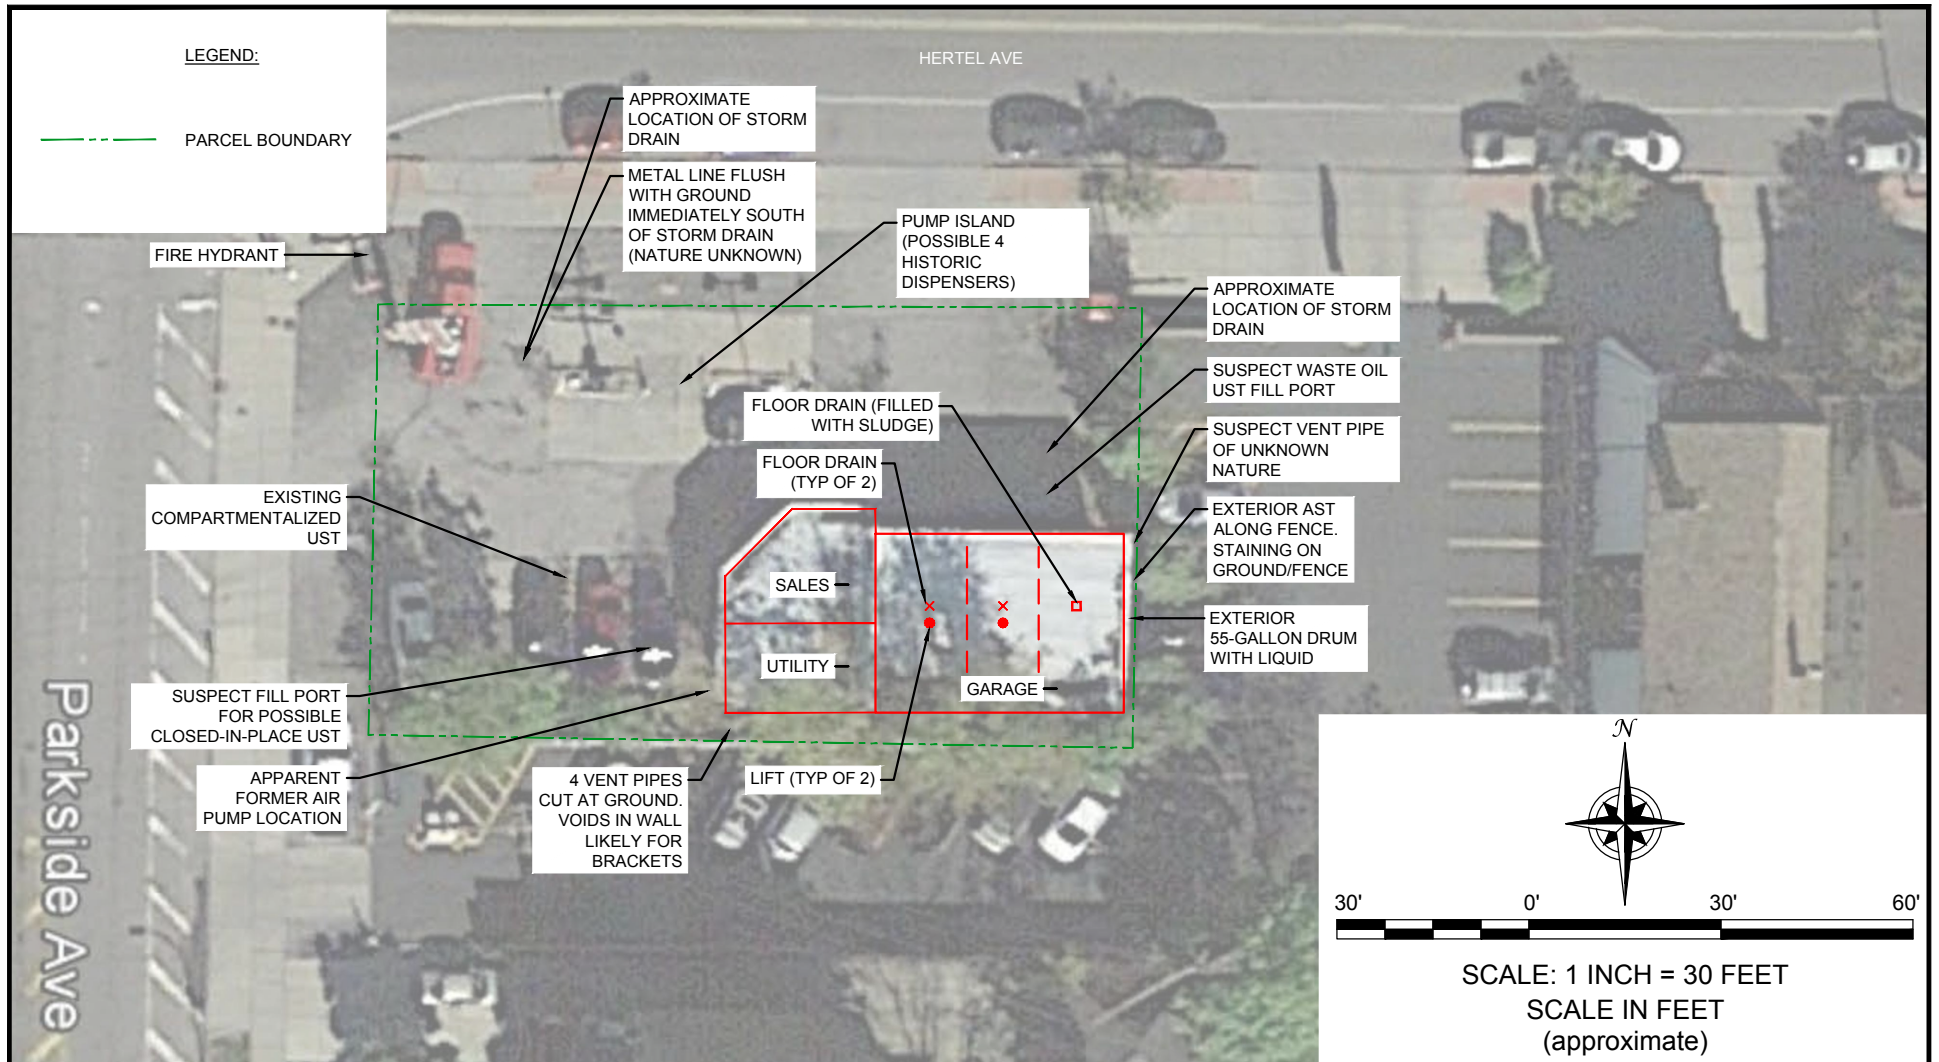 LEGEND:
PARCEL BOUNDARY
HERTEL AVE
APPROXIMATE
LOCATION OF STORM
DRAIN
METAL LINE FLUSH
WITH GROUND
IMMEDIATELY SOUTH
OF STORM DRAIN
(NATURE UNKNOWN)
FIRE HYDRANT
PUMP ISLAND
(POSSIBLE 4
HISTORIC
DISPENSERS)
APPROXIMATE
LOCATION OF STORM
DRAIN
SUSPECT WASTE OIL
UST FILL PORT
FLOOR DRAIN (FILLED
WITH SLUDGE)
SUSPECT VENT PIPE
OF UNKNOWN
NATURE
FLOOR DRAIN
(TYP OF 2)
EXISTING
COMPARTMENTALIZED
UST
EXTERIOR AST
ALONG FENCE.
STAINING ON
GROUND/FENCE
SALES
EXTERIOR
55-GALLON DRUM
WITH LIQUID
UTILITY
GARAGE
SUSPECT FILL PORT
FOR POSSIBLE
CLOSED-IN-PLACE UST
APPARENT
FORMER AIR
PUMP LOCATION
4 VENT PIPES
CUT AT GROUND.
VOIDS IN WALL
LIKELY FOR
BRACKETS
LIFT (TYP OF 2)
Parkside Ave
N
30' 0' 30' 60'
SCALE: 1 INCH = 30 FEET
SCALE IN FEET
(approximate)